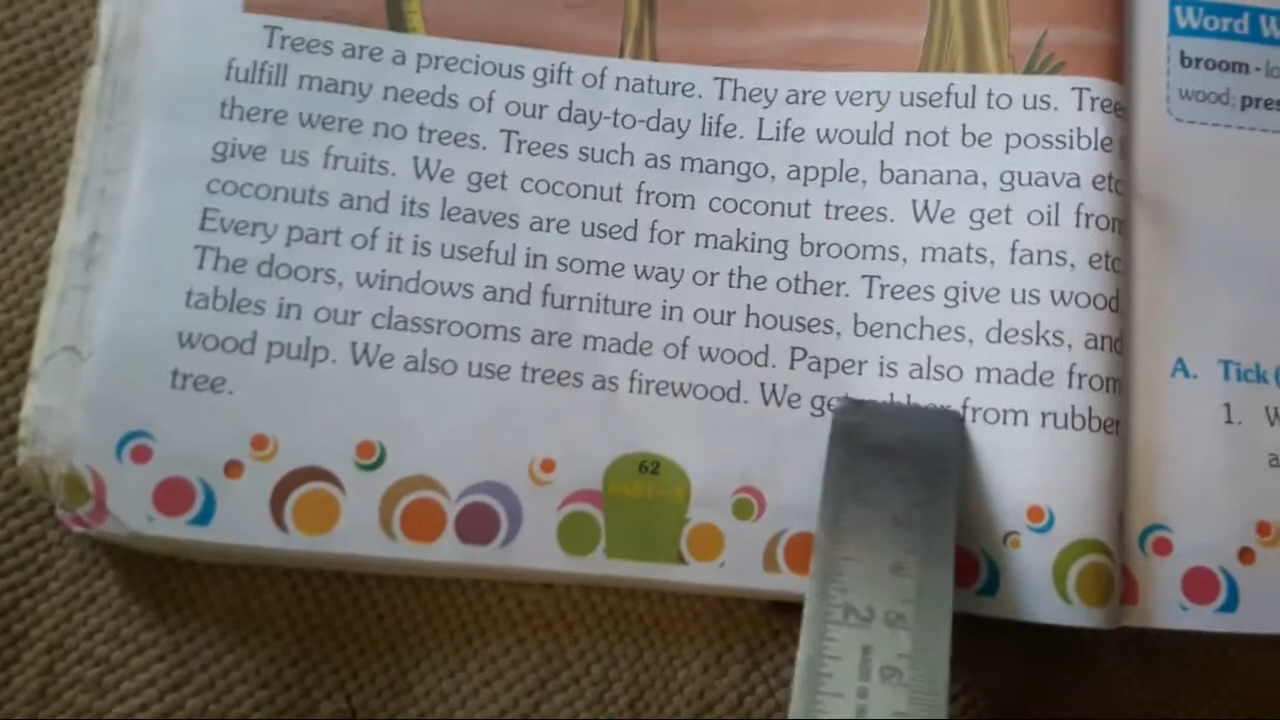 Trees are a precious gift of nature. They are very useful to us. Tree
fulfill many needs of our day-to-day life. Life would not be possible
there were no trees. Trees such as mango, apple, banana, guava etc
give us fruits. We get coconut from coconut trees. We get oil from
coconuts and its leaves are used for making brooms, mats, fans, etc
Every part of it is useful in some way or the other. Trees give us wood
The doors, windows and furniture in our houses, benches, desks, and
tables in our classrooms are made of wood. Paper is also made from
wood pulp. We also use trees as firewood. We get from rubber
tree.
62
Word W
broom - lo
wood; pres
A. Tick (
1. W
a
2 5 6